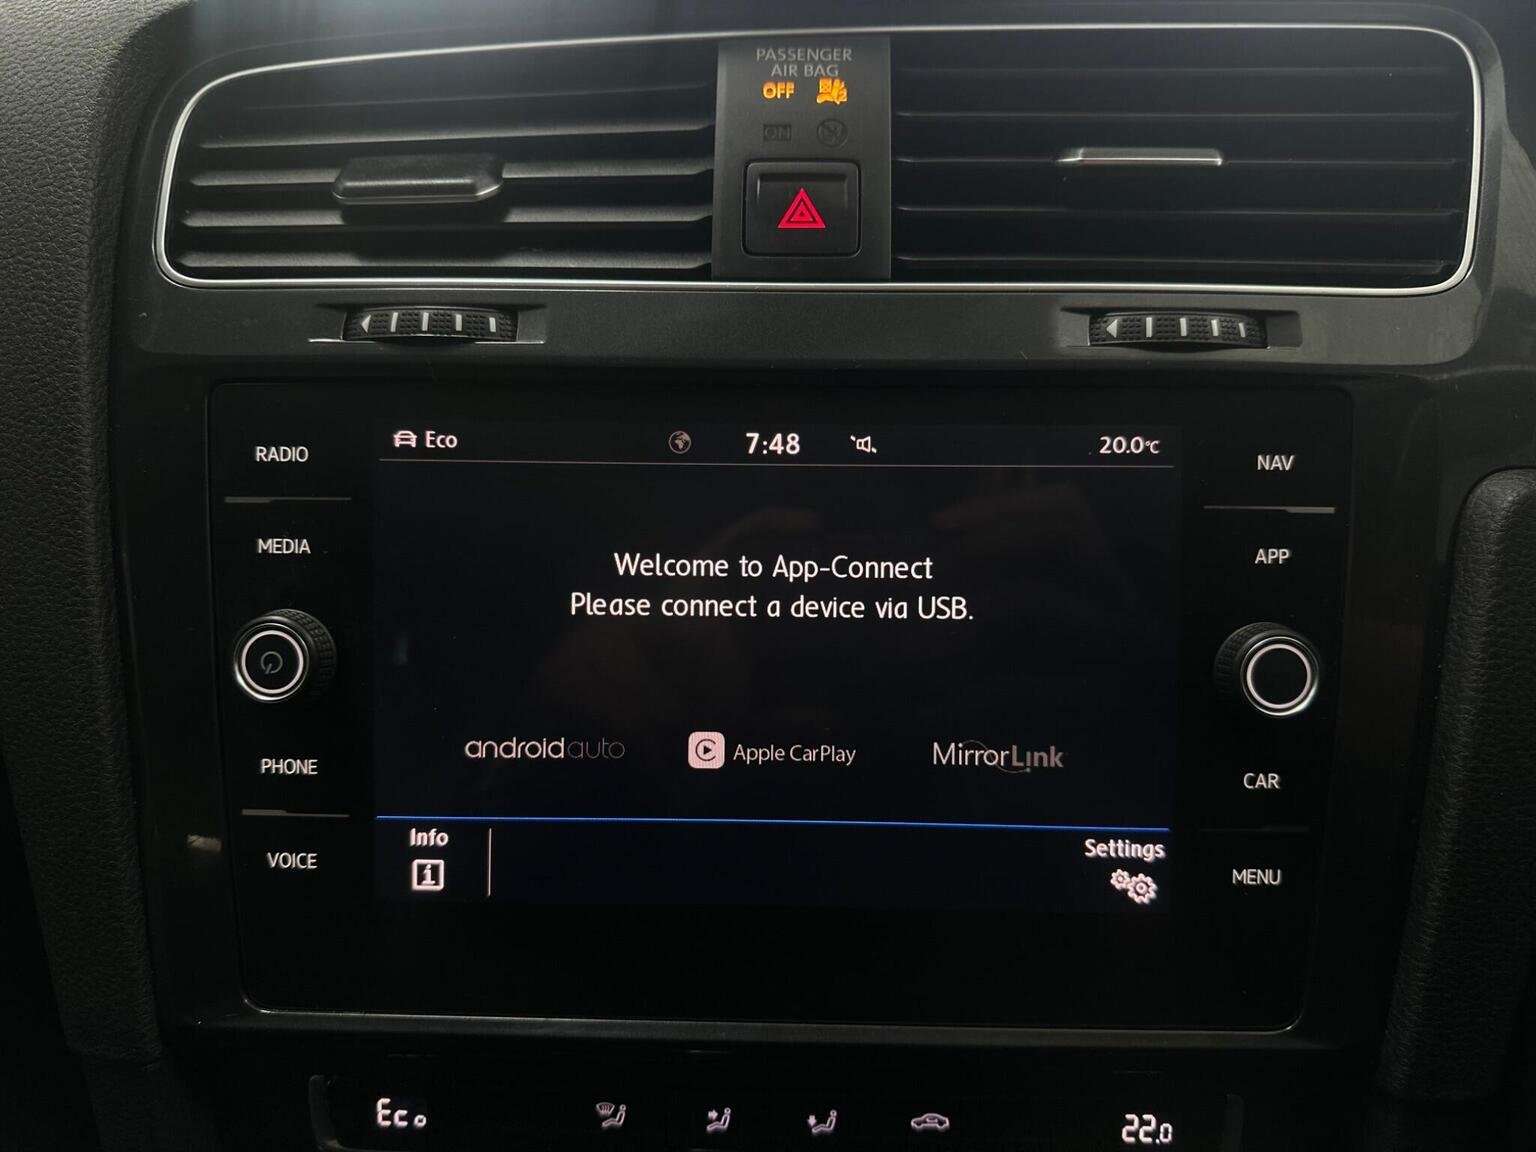 PASSENGER
AIR BAG
OFF
ON
Eco
7:48
20.0°C
RADIO
MEDIA
PHONE
VOICE
Welcome to App-Connect
Please connect a device via USB.
androidauto
Apple CarPlay
MirrorLink
Info
Settings
NAV
APP
CAR
MENU
Eco
22.0